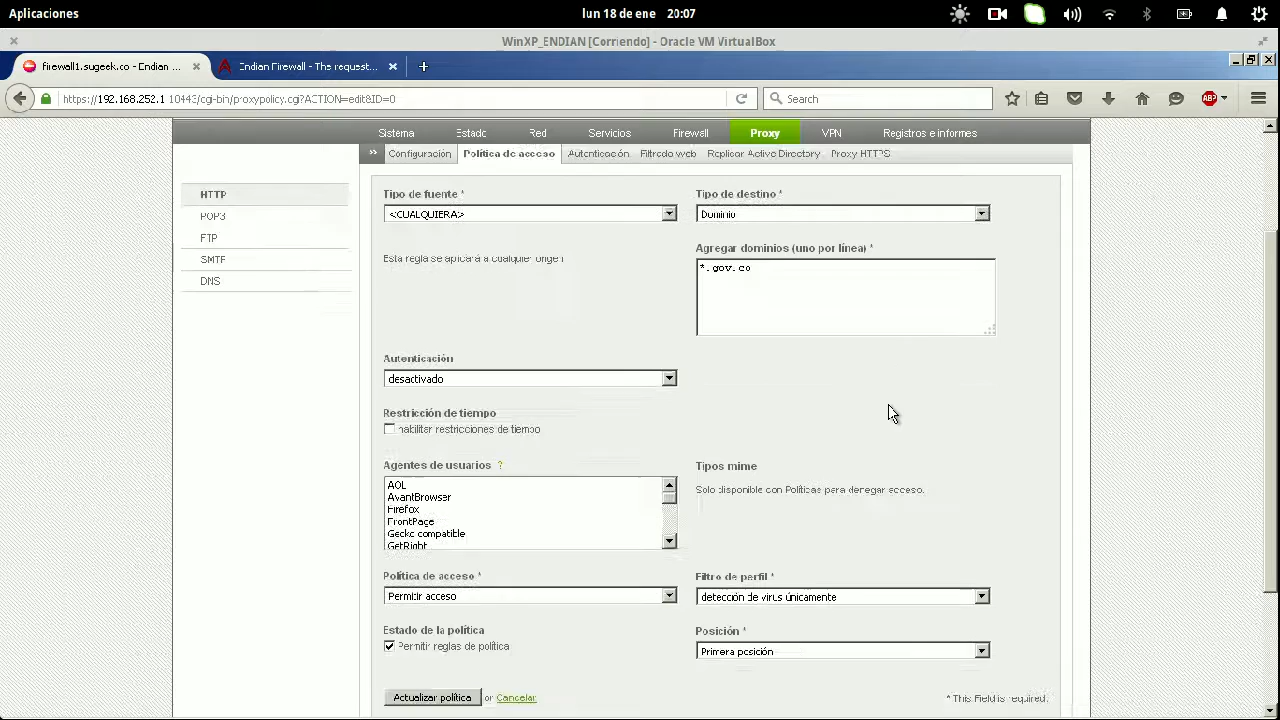 Aplicaciones
lun 18 de ene 20:07
WinXP_ENDIAN [Corriendo] - Oracle VM VirtualBox
firewall1.sugeek.co - Endian ...
Endian Firewall - The request...
https://192.168.252.1:10443/cgi-bin/proxypolicy.cgi?ACTION=edit&ID=0
Search
ABP
Sistema Estado Red Servicios Firewall Proxy VPN Registros e informes
>> Configuración Política de acceso Autenticación Filtrado web Replicar Active Directory Proxy HTTPS
HTTP
POP3
FTP
SMTP
DNS
Tipo de fuente * Tipo de destino *
<CUALQUIERA> Dominio
Agregar dominios (uno por línea) *
Esta regla se aplicará a cualquier origen
*.gov.co
Autenticación
desactivado
Restricción de tiempo
habilitar restricciones de tiempo
Agentes de usuarios ? Tipos mime
AOL
AvantBrowser
Firefox
FrontPage
Gecko compatible
GetRight
Solo disponible con Políticas para denegar acceso.
Política de acceso * Filtro de perfil *
Permitir acceso detección de virus únicamente
Estado de la política Posición *
Permitir reglas de política Primera posición
Actualizar política or Cancelar * This Field is required.